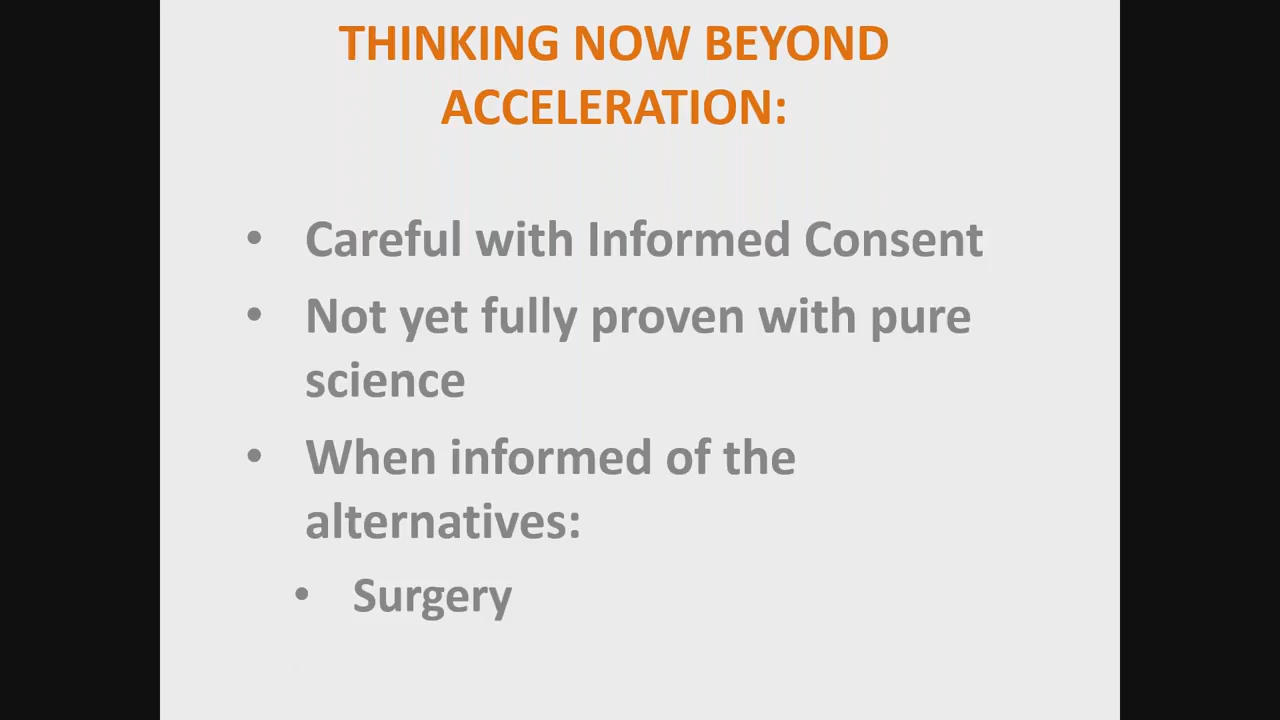 THINKING NOW BEYOND
ACCELERATION:
• Careful with Informed Consent
• Not yet fully proven with pure
science
• When informed of the
alternatives:
• Surgery